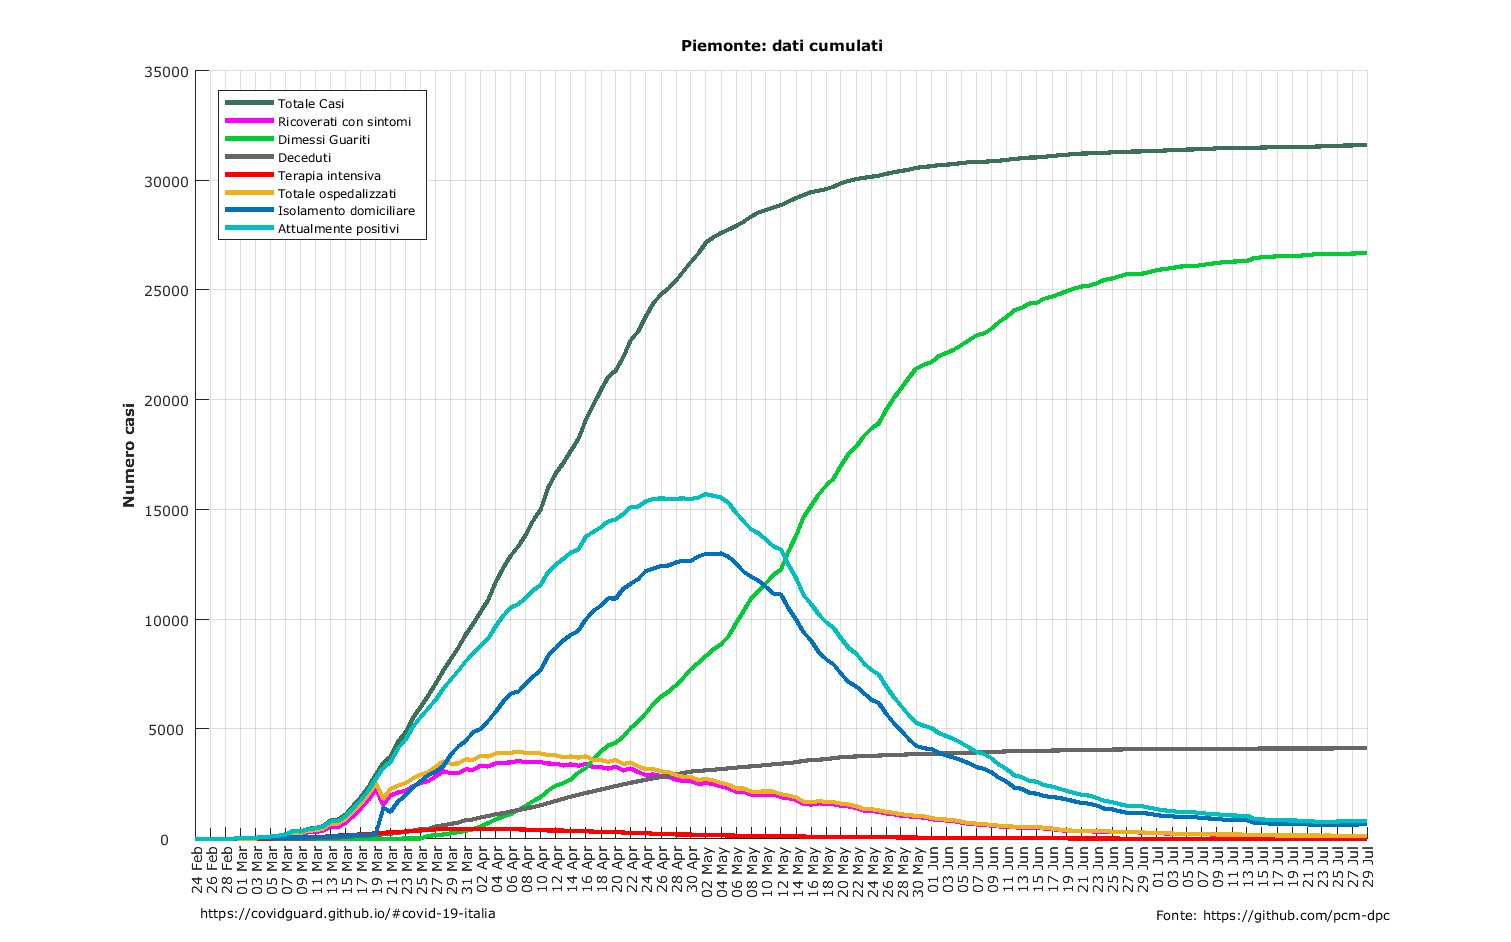 Piemonte: dati cumulati
35000
30000
25000
20000
15000
10000
5000
0
Numero casi
Totale Casi
Ricoverati con sintomi
Dimessi Guariti
Deceduti
Terapia intensiva
Totale ospedalizzati
Isolamento domiciliare
Attualmente positivi
24 Feb
26 Feb
28 Feb
01 Mar
03 Mar
05 Mar
07 Mar
09 Mar
11 Mar
13 Mar
15 Mar
17 Mar
19 Mar
21 Mar
23 Mar
25 Mar
27 Mar
29 Mar
31 Mar
02 Apr
04 Apr
06 Apr
08 Apr
10 Apr
12 Apr
14 Apr
16 Apr
18 Apr
20 Apr
22 Apr
24 Apr
26 Apr
28 Apr
30 Apr
02 May
04 May
06 May
08 May
10 May
12 May
14 May
16 May
18 May
20 May
22 May
24 May
26 May
28 May
30 May
01 Jun
03 Jun
05 Jun
07 Jun
09 Jun
11 Jun
13 Jun
15 Jun
17 Jun
19 Jun
21 Jun
23 Jun
25 Jun
27 Jun
29 Jun
01 Jul
03 Jul
05 Jul
07 Jul
09 Jul
11 Jul
13 Jul
15 Jul
17 Jul
19 Jul
21 Jul
23 Jul
25 Jul
27 Jul
29 Jul
https://covidguard.github.io/#covid-19-italia
Fonte: https://github.com/pcm-dpc